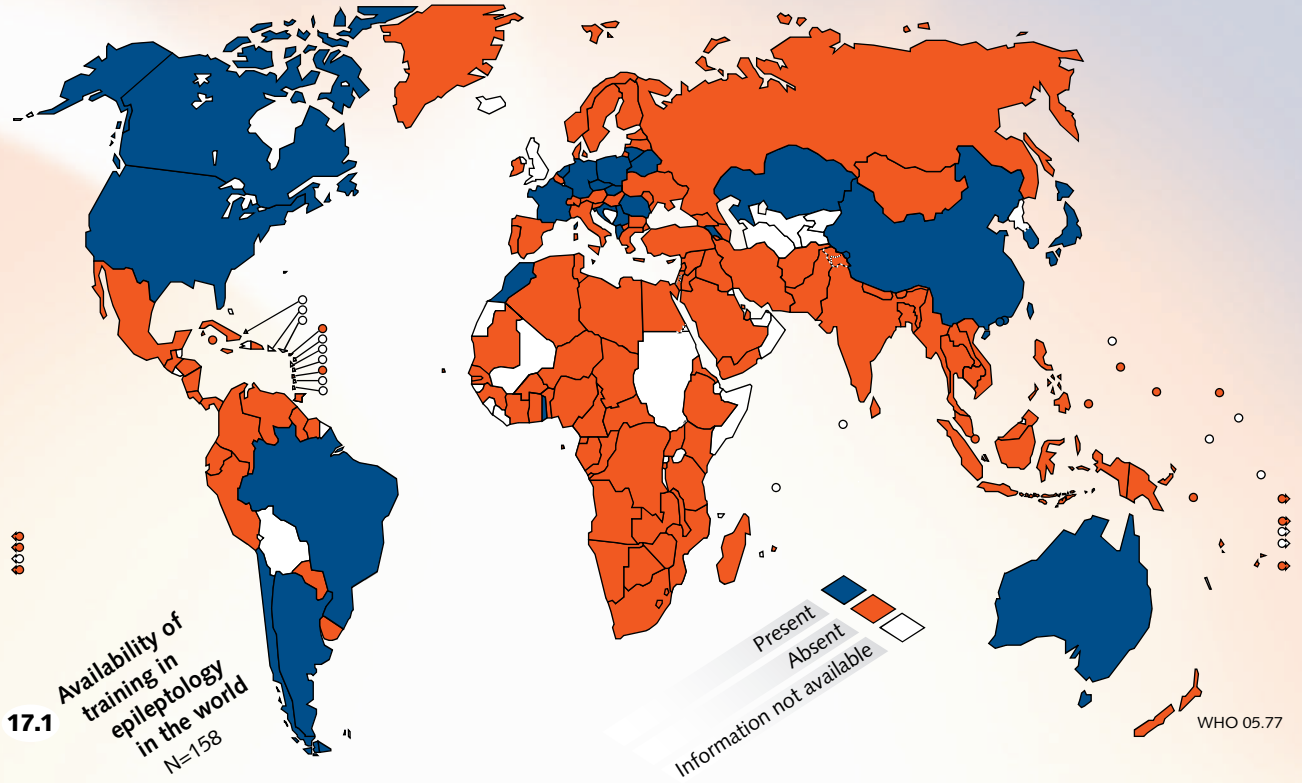 Availability of
training in
epileptology
in the world
N=158
17.1
Present
Absent
Information not available
WHO 05.77